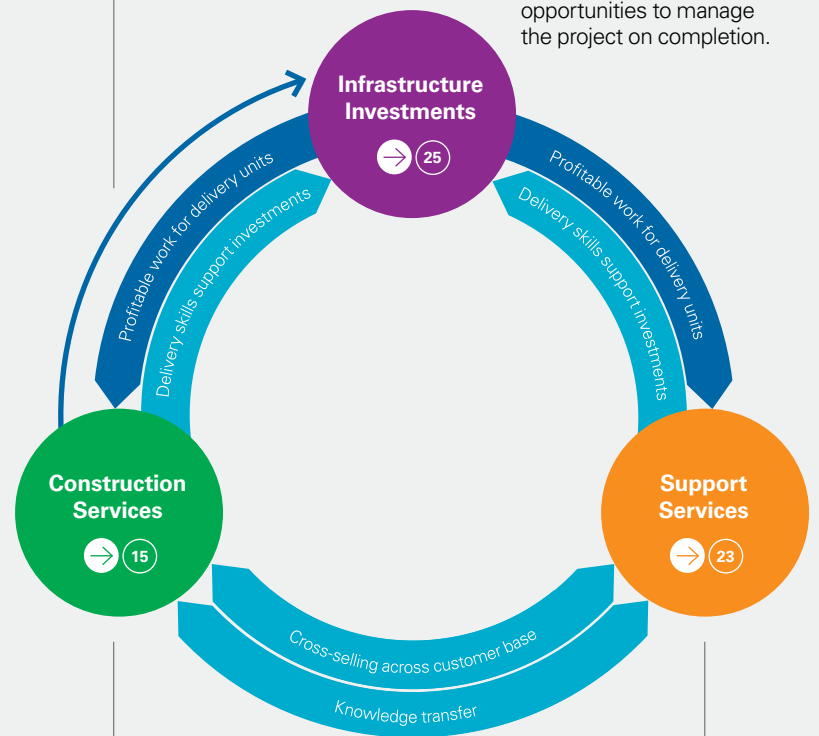 opportunities to manage
the project on completion.
Infrastructure
Investments
25
Profitable work for delivery units
Delivery skills support investments
Profitable work for delivery units
Delivery skills support investments
Construction
Services
15
Support
Services
23
Cross-selling across customer base
Knowledge transfer